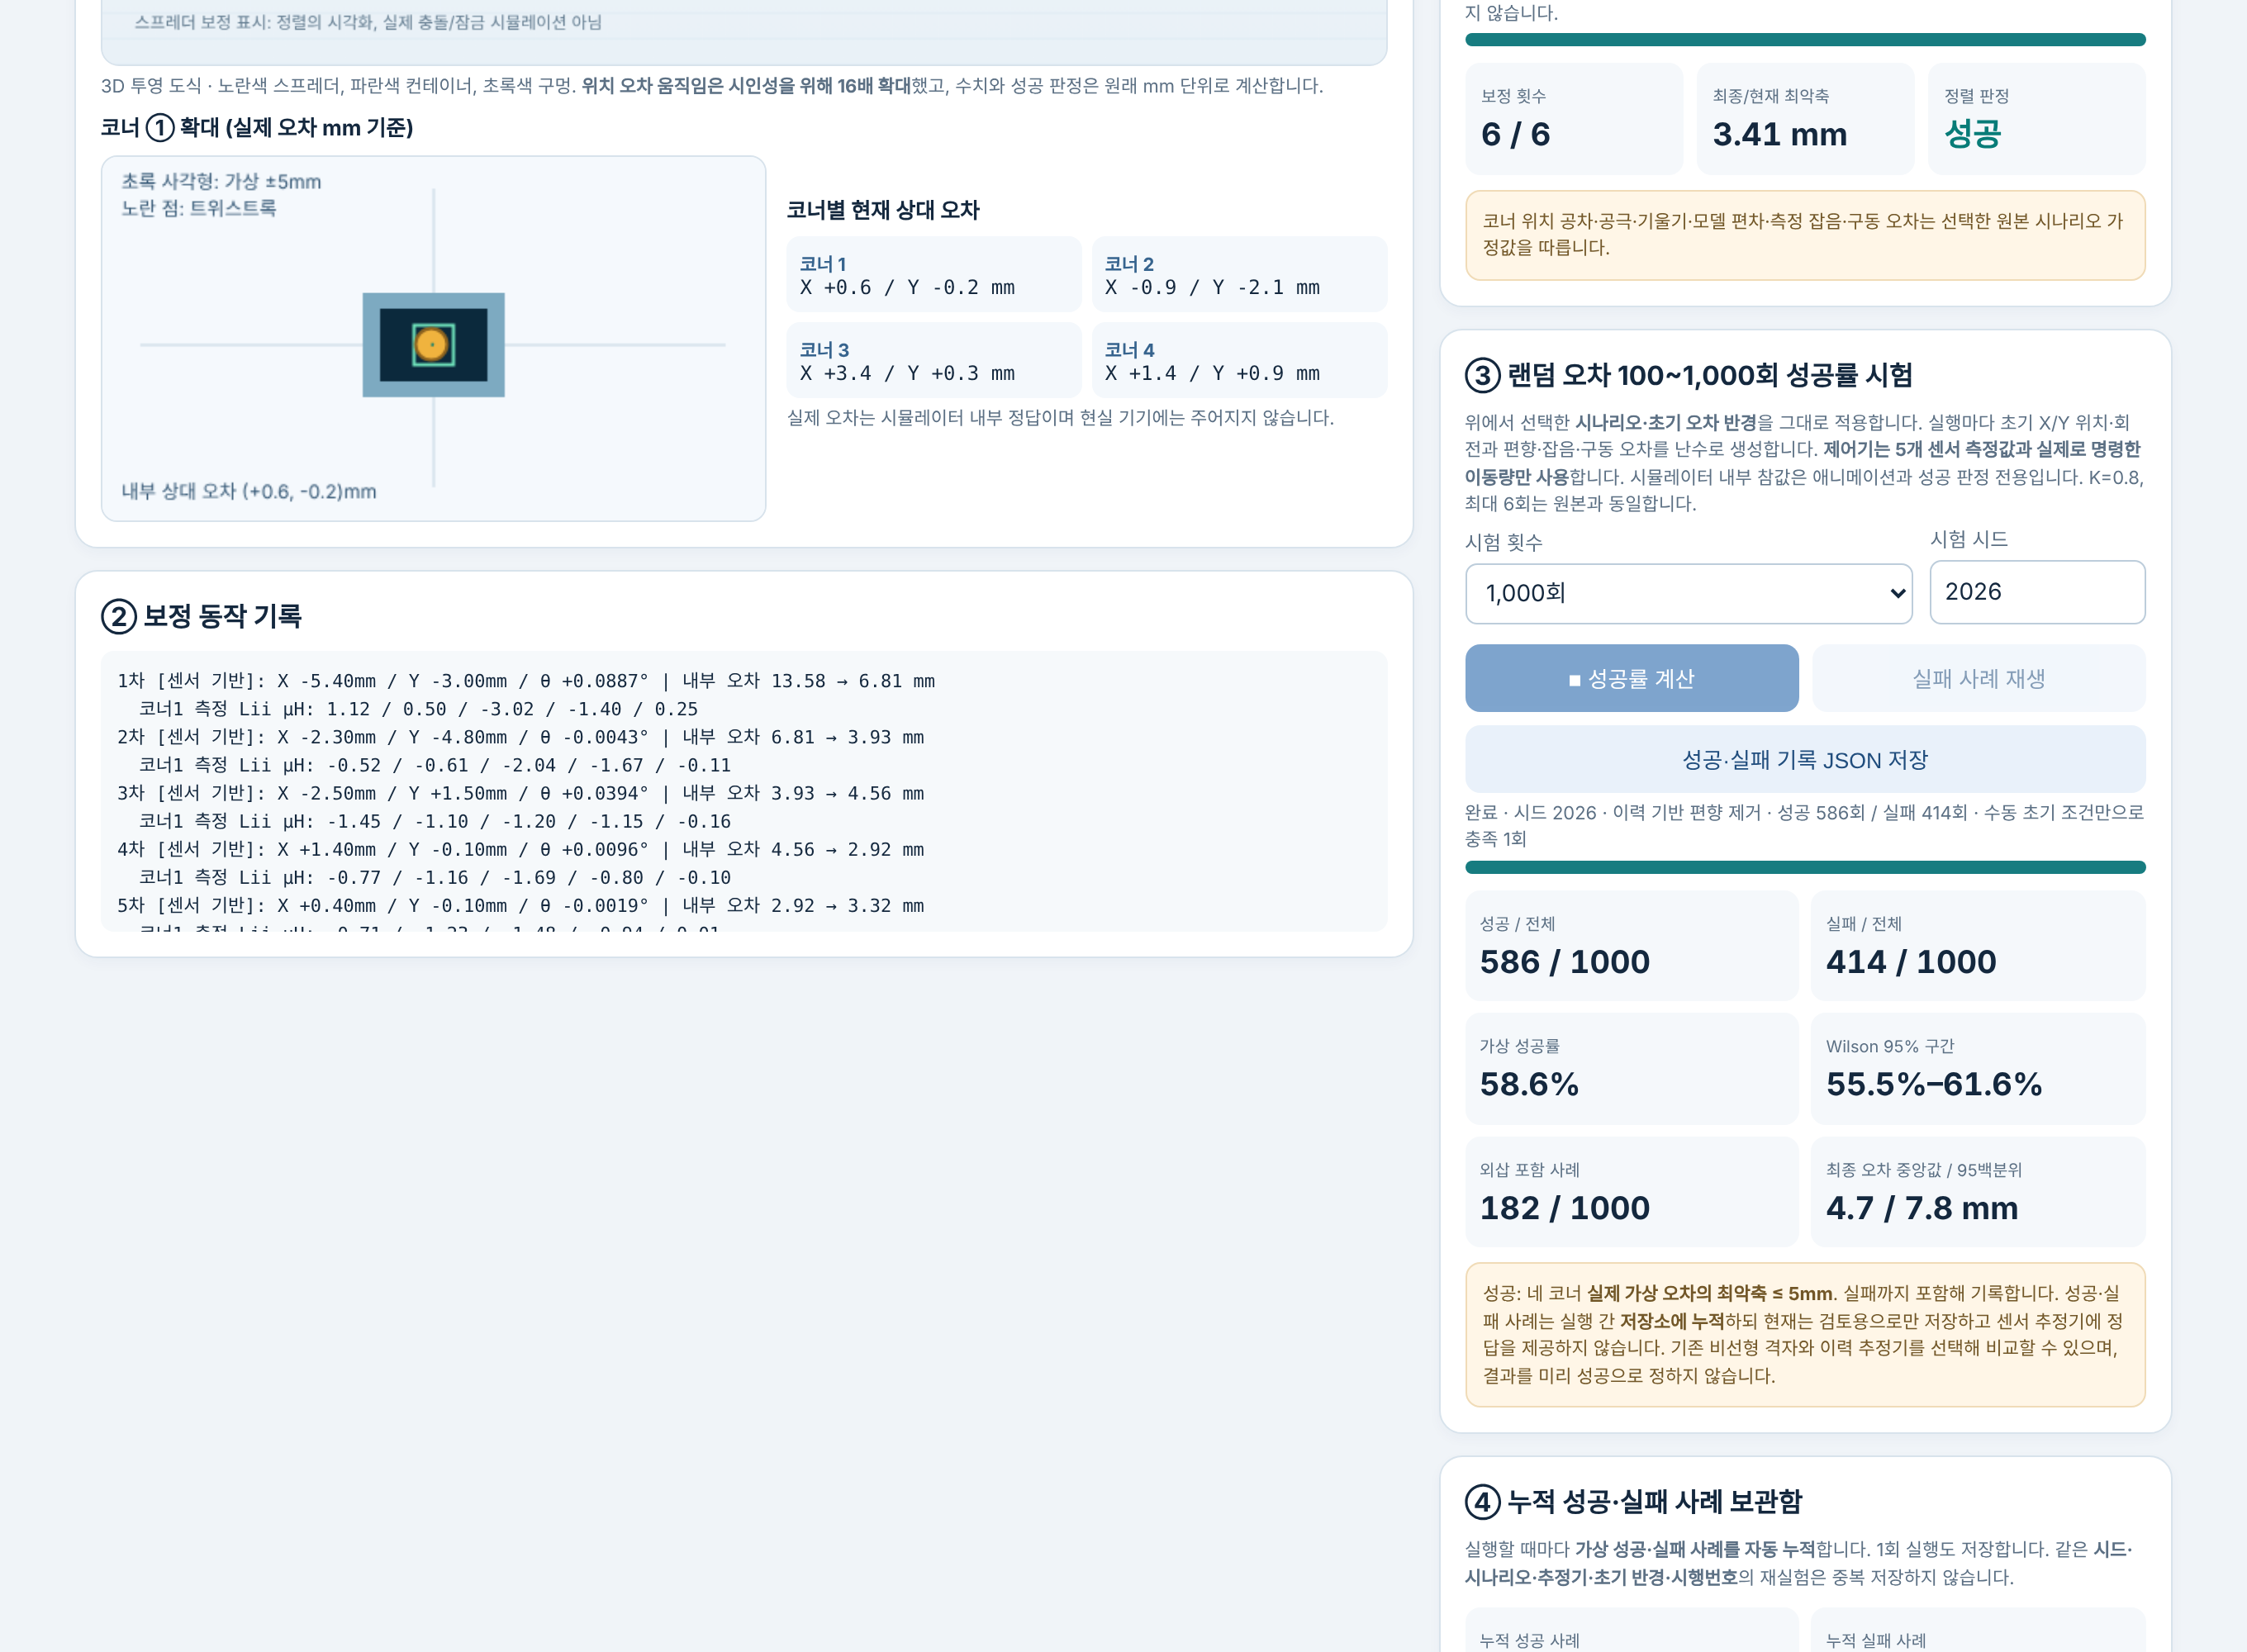 스프레더 보정 표시: 정렬의 시각화, 실제 충돌/잠금 시뮬레이션 아님
3D 투영 도식 · 노란색 스프레더, 파란색 컨테이너, 초록색 구멍. 위치 오차 움직임은 시인성을 위해 16배 확대했고, 수치와 성공 판정은 원래 mm 단위로 계산합니다.
코너 ① 확대 (실제 오차 mm 기준)
초록 사각형: 가상 ±5mm
노란 점: 트위스트록
내부 상대 오차 (+0.6, -0.2)mm
코너별 현재 상대 오차
코너 1
X +0.6 / Y -0.2 mm
코너 2
X -0.9 / Y -2.1 mm
코너 3
X +3.4 / Y +0.3 mm
코너 4
X +1.4 / Y +0.9 mm
실제 오차는 시뮬레이터 내부 정답이며 현실 기기에는 주어지지 않습니다.
② 보정 동작 기록
1차 [센서 기반]: X -5.40mm / Y -3.00mm / θ +0.0887° | 내부 오차 13.58 → 6.81 mm
코너1 측정 Lii μH: 1.12 / 0.50 / -3.02 / -1.40 / 0.25
2차 [센서 기반]: X -2.30mm / Y -4.80mm / θ -0.0043° | 내부 오차 6.81 → 3.93 mm
코너1 측정 Lii μH: -0.52 / -0.61 / -2.04 / -1.67 / -0.11
3차 [센서 기반]: X -2.50mm / Y +1.50mm / θ +0.0394° | 내부 오차 3.93 → 4.56 mm
코너1 측정 Lii μH: -1.45 / -1.10 / -1.20 / -1.15 / -0.16
4차 [센서 기반]: X +1.40mm / Y -0.10mm / θ +0.0096° | 내부 오차 4.56 → 2.92 mm
코너1 측정 Lii μH: -0.77 / -1.16 / -1.69 / -0.80 / -0.10
5차 [센서 기반]: X +0.40mm / Y -0.10mm / θ -0.0019° | 내부 오차 2.92 → 3.32 mm
지 않습니다.
보정 횟수
6 / 6
최종/현재 최악축
3.41 mm
정렬 판정
성공
코너 위치 공차·공극·기울기·모델 편차·측정 잡음·구동 오차는 선택한 원본 시나리오 가
정값을 따릅니다.
③ 랜덤 오차 100~1,000회 성공률 시험
위에서 선택한 시나리오·초기 오차 반경을 그대로 적용합니다. 실행마다 초기 X/Y 위치·회
전과 편향·잡음·구동 오차를 난수로 생성합니다. 제어기는 5개 센서 측정값과 실제로 명령한
이동량만 사용합니다. 시뮬레이터 내부 참값은 애니메이션과 성공 판정 전용입니다. K=0.8,
최대 6회는 원본과 동일합니다.
시험 횟수
1,000회
시험 시드
2026
■ 성공률 계산
실패 사례 재생
성공·실패 기록 JSON 저장
완료 · 시드 2026 · 이력 기반 편향 제거 · 성공 586회 / 실패 414회 · 수동 초기 조건만으로
충족 1회
성공 / 전체
586 / 1000
실패 / 전체
414 / 1000
가상 성공률
58.6%
Wilson 95% 구간
55.5%–61.6%
외삽 포함 사례
182 / 1000
최종 오차 중앙값 / 95백분위
4.7 / 7.8 mm
성공: 네 코너 실제 가상 오차의 최악축 ≤ 5mm. 실패까지 포함해 기록합니다. 성공·실
패 사례는 실행 간 저장소에 누적하되 현재는 검토용으로만 저장하고 센서 추정기에 정
답을 제공하지 않습니다. 기존 비선형 격자와 이력 추정기를 선택해 비교할 수 있으며,
결과를 미리 성공으로 정하지 않습니다.
④ 누적 성공·실패 사례 보관함
실행할 때마다 가상 성공·실패 사례를 자동 누적합니다. 1회 실행도 저장합니다. 같은 시드·
시나리오·추정기·초기 반경·시행번호의 재실험은 중복 저장하지 않습니다.
누적 성공 사례
누적 실패 사례